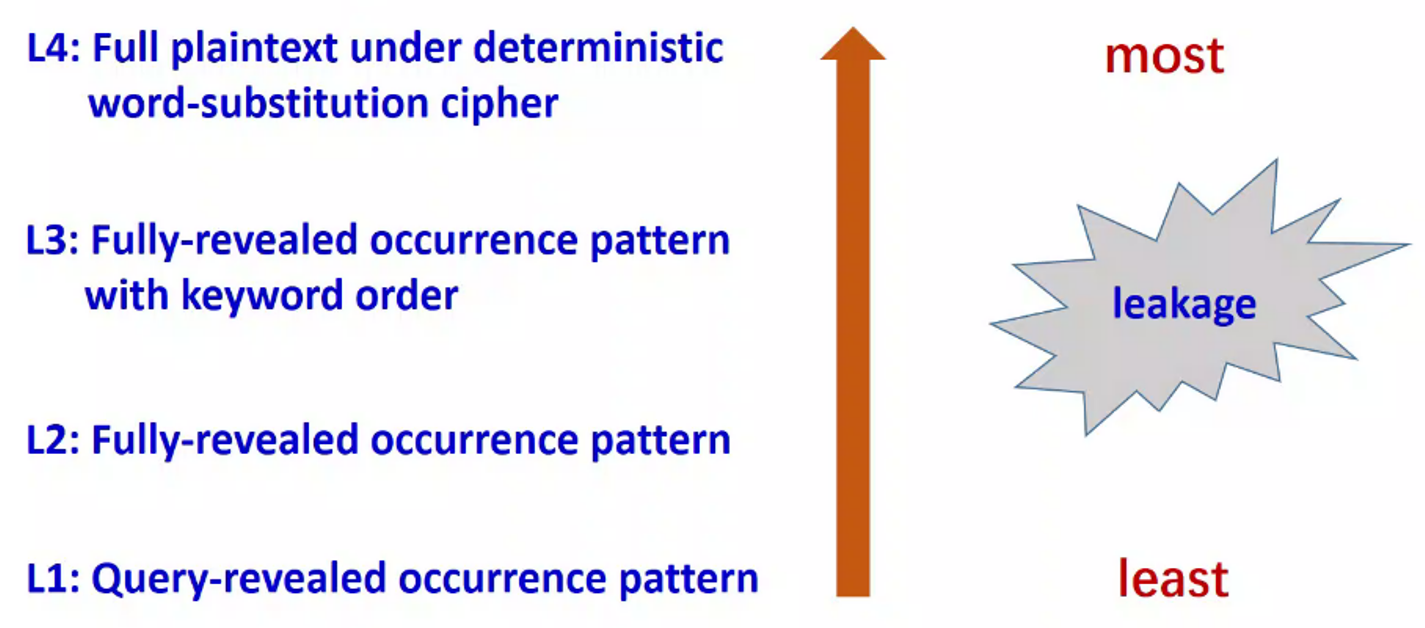 L4: Full plaintext under deterministic
word-substitution cipher
most
L3: Fully-revealed occurrence pattern
with keyword order
leakage
L2: Fully-revealed occurrence pattern
L1: Query-revealed occurrence pattern
least